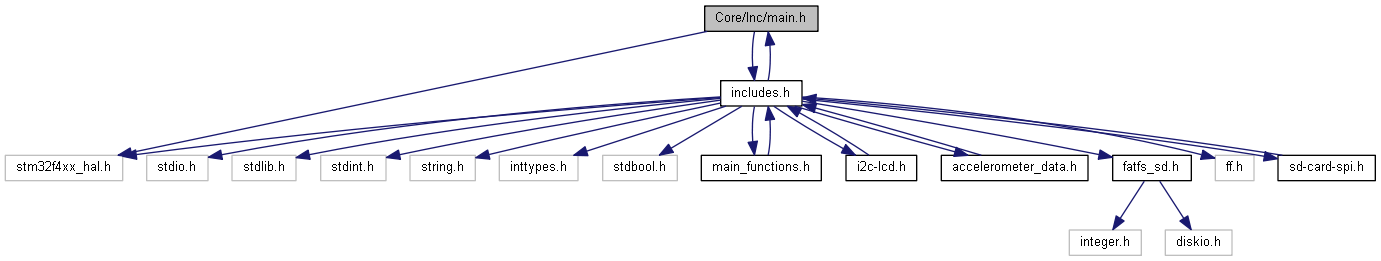 Core/Inc/main.h
includes.h
stm32f4xx_hal.h
stdio.h
stdlib.h
stdint.h
string.h
inttypes.h
stdbool.h
main_functions.h
i2c-lcd.h
accelerometer_data.h
fatfs_sd.h
ff.h
sd-card-spi.h
integer.h
diskio.h